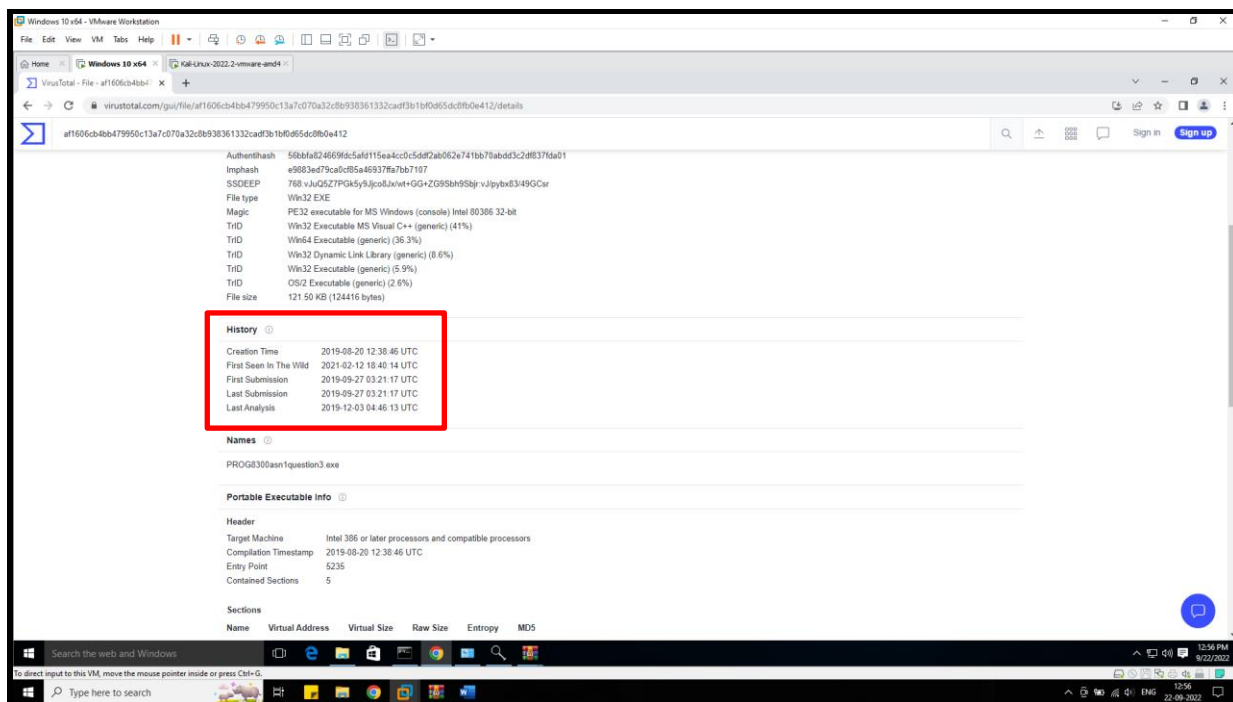 Windows 10 x64 - VMware Workstation
File Edit View VM Tabs Help
Home Windows 10 x64 Kali-Linux-2022.2-vmware-amd4
VirusTotal - File - af1606cb4bb4
virustotal.com/gui/file/af1606cb4bb479950c13a7c070a32c8b938361332cadf3b1bf0d65dc8fb0e412/details
af1606cb4bb479950c13a7c070a32c8b938361332cadf3b1bf0d65dc8fb0e412 Sign in Sign up
Authentihash 56bbfa824669fdc5afd115ea4cc0c5ddf2ab062e741bb70abdd3c2df837fda01
Imphash e9883ed79ca0cf85a46937ffa7bb7107
SSDEEP 768:vJuQ5Z7PGk5y9Jjco8Jx/wt+GG+ZG9Sbh9Sbjr:vJ/pybx83/49GCsr
File type Win32 EXE
Magic PE32 executable for MS Windows (console) Intel 80386 32-bit
TrID Win32 Executable MS Visual C++ (generic) (41%)
TrID Win64 Executable (generic) (36.3%)
TrID Win32 Dynamic Link Library (generic) (8.6%)
TrID Win32 Executable (generic) (5.9%)
TrID OS/2 Executable (generic) (2.6%)
File size 121.50 KB (124416 bytes)
History
Creation Time 2019-08-20 12:38:46 UTC
First Seen In The Wild 2021-02-12 18:40:14 UTC
First Submission 2019-09-27 03:21:17 UTC
Last Submission 2019-09-27 03:21:17 UTC
Last Analysis 2019-12-03 04:46:13 UTC
Names
PROG8300asn1question3.exe
Portable Executable Info
Header
Target Machine Intel 386 or later processors and compatible processors
Compilation Timestamp 2019-08-20 12:38:46 UTC
Entry Point 5235
Contained Sections 5
Sections
Name Virtual Address Virtual Size Raw Size Entropy MD5
Search the web and Windows 12:56 PM
9/22/2022
To direct input to this VM, move the mouse pointer inside or press Ctrl+G.
Type here to search ENG 12:56
22-09-2022